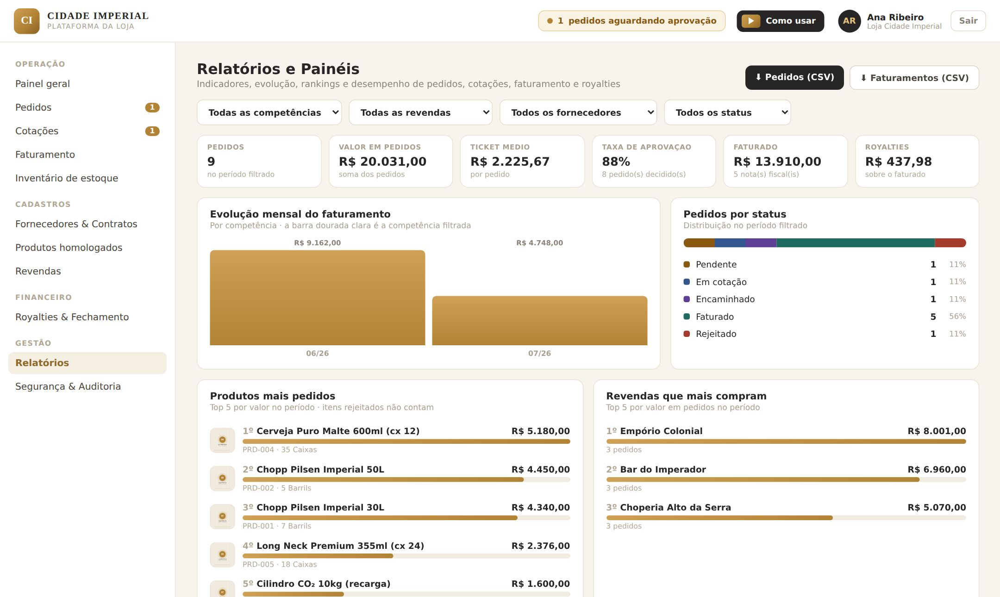 CI
CIDADE IMPERIAL
PLATAFORMA DA LOJA
1 pedidos aguardando aprovação
Como usar
AR
Ana Ribeiro
Loja Cidade Imperial
Sair
OPERAÇÃO
Painel geral
Pedidos 1
Cotações 1
Faturamento
Inventário de estoque
CADASTROS
Fornecedores & Contratos
Produtos homologados
Revendas
FINANCEIRO
Royalties & Fechamento
GESTÃO
Relatórios
Segurança & Auditoria
Relatórios e Painéis
Indicadores, evolução, rankings e desempenho de pedidos, cotações, faturamento e royalties
⬇ Pedidos (CSV)
⬇ Faturamentos (CSV)
Todas as competências
Todas as revendas
Todos os fornecedores
Todos os status
PEDIDOS
9
no período filtrado
VALOR EM PEDIDOS
R$ 20.031,00
soma dos pedidos
TICKET MEDIO
R$ 2.225,67
por pedido
TAXA DE APROVAÇAO
88%
8 pedido(s) decidido(s)
FATURADO
R$ 13.910,00
5 nota(s) fiscal(is)
ROYALTIES
R$ 437,98
sobre o faturado
Evolução mensal do faturamento
Por competência · a barra dourada clara é a competência filtrada
R$ 9.162,00
R$ 4.748,00
06/26
07/26
Pedidos por status
Distribuição no período filtrado
Pendente 1 11%
Em cotação 1 11%
Encaminhado 1 11%
Faturado 5 56%
Rejeitado 1 11%
Produtos mais pedidos
Top 5 por valor no período · itens rejeitados não contam
1º Cerveja Puro Malte 600ml (cx 12) R$ 5.180,00
PRD-004 · 35 Caixas
2º Chopp Pilsen Imperial 50L R$ 4.450,00
PRD-002 · 5 Barris
3º Chopp Pilsen Imperial 30L R$ 4.340,00
PRD-001 · 7 Barrils
4º Long Neck Premium 355ml (cx 24) R$ 2.376,00
PRD-005 · 18 Caixas
5º Cilindro CO₂ 10kg (recarga) R$ 1.600,00
Revendas que mais compram
Top 5 por valor em pedidos no período
1º Empório Colonial R$ 8.001,00
3 pedidos
2º Bar do Imperador R$ 6.960,00
3 pedidos
3º Choperia Alto da Serra R$ 5.070,00
3 pedidos